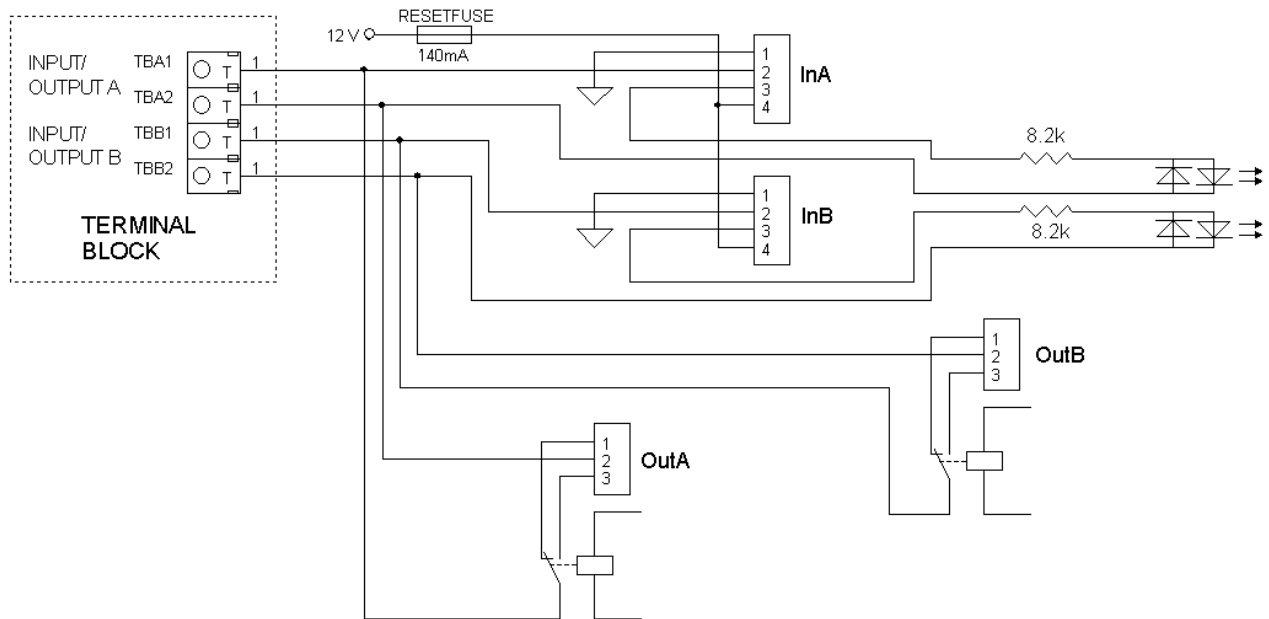 RESETFUSE
12 V
140mA
INPUT/
OUTPUT A
TBA1
T
1
TBA2
T
1
INPUT/
OUTPUT B
TBB1
T
1
TBB2
T
1
TERMINAL
BLOCK
1
2
3
4
InA
8.2k
1
2
3
4
InB
8.2k
1
2
3
OutB
1
2
3
OutA